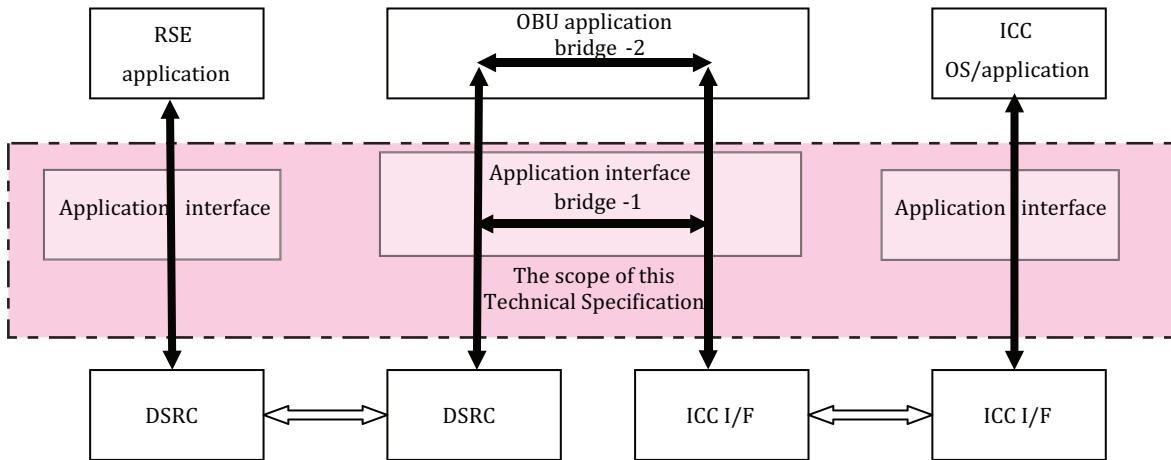 RSE
application
OBU application
bridge -2
ICC
OS/application
Application interface
Application interface
bridge -1
Application interface
The scope of this
Technical Specification
DSRC
DSRC
ICC I/F
ICC I/F